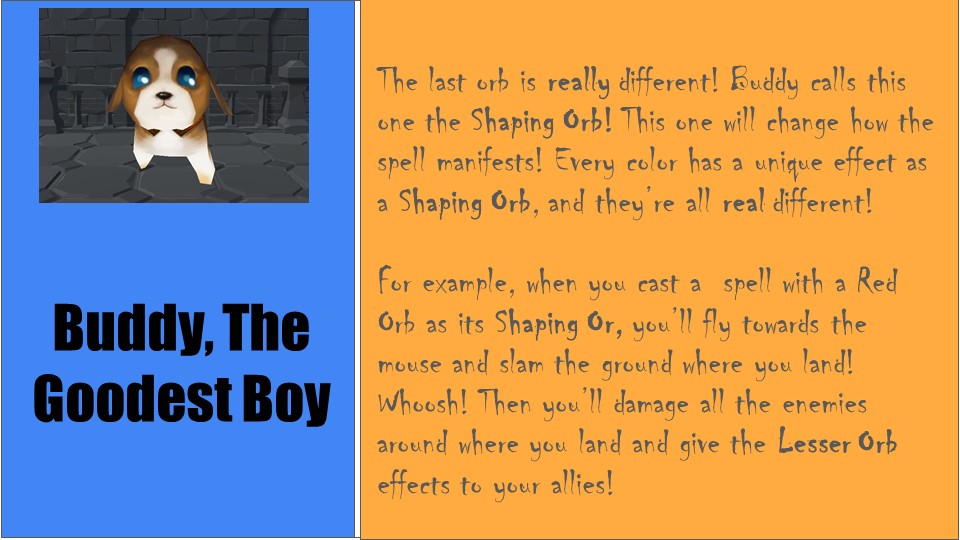 Buddy, The
Goodest Boy
The last orb is really different! Buddy calls this
one the Shaping Orb! This one will change how the
spell manifests! Every color has a unique effect as
a Shaping Orb, and they're all real different!
For example, when you cast a  spell with a Red
Orb as its Shaping Or, you'll fly towards the
mouse and slam the ground where you land!
Whoosh! Then you'll damage all the enemies
around where you land and give the Lesser Orb
effects to your allies!